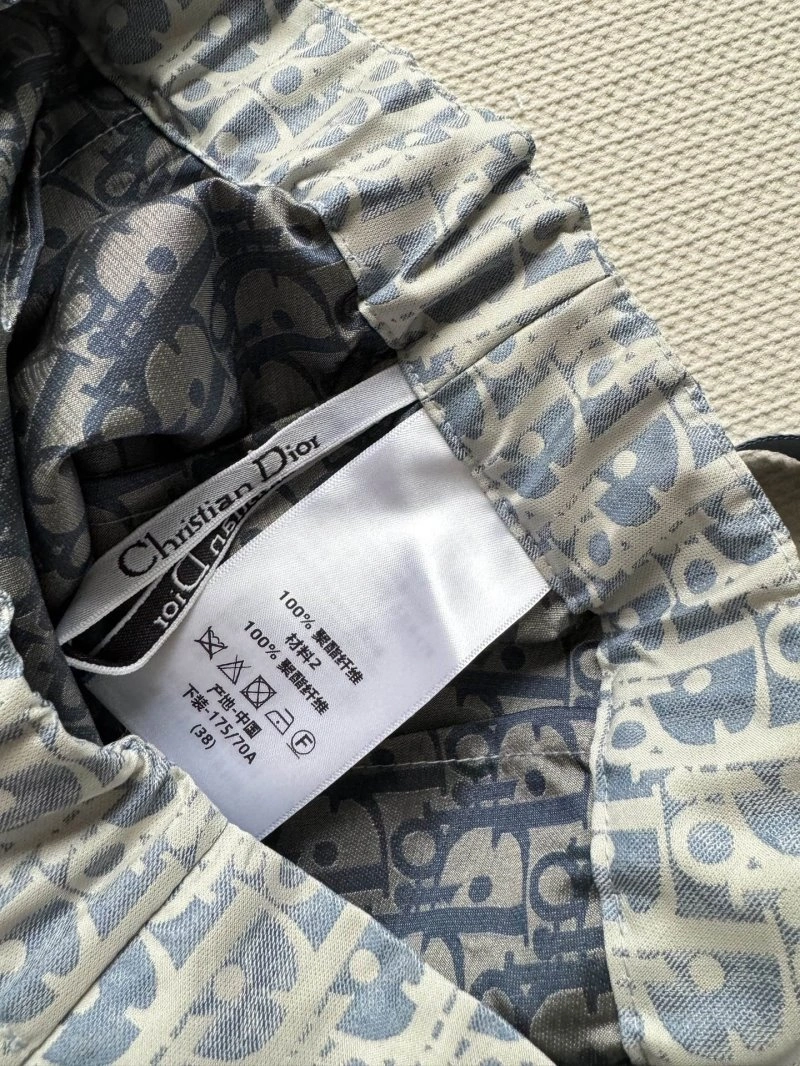 Christian Dior
Dior
100% 聚酯纤维
材料2
100% 聚酯纤维
F
产地-中国
下装-175/70A
(38)